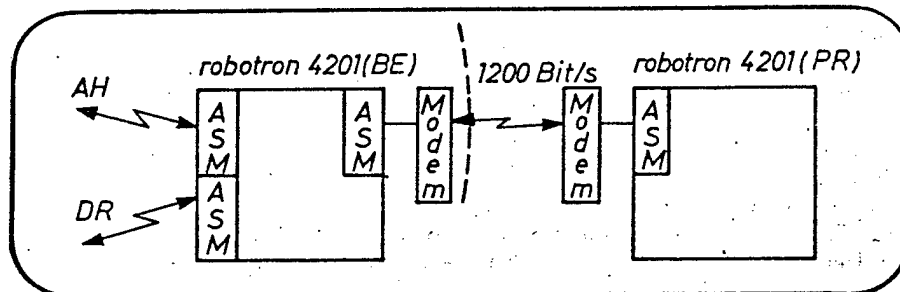 robotron 4201(BE)
1200 Bit/s
robotron 4201(PR)
AH
DR
ASM
ASM
ASM
Modem
Modem
ASM